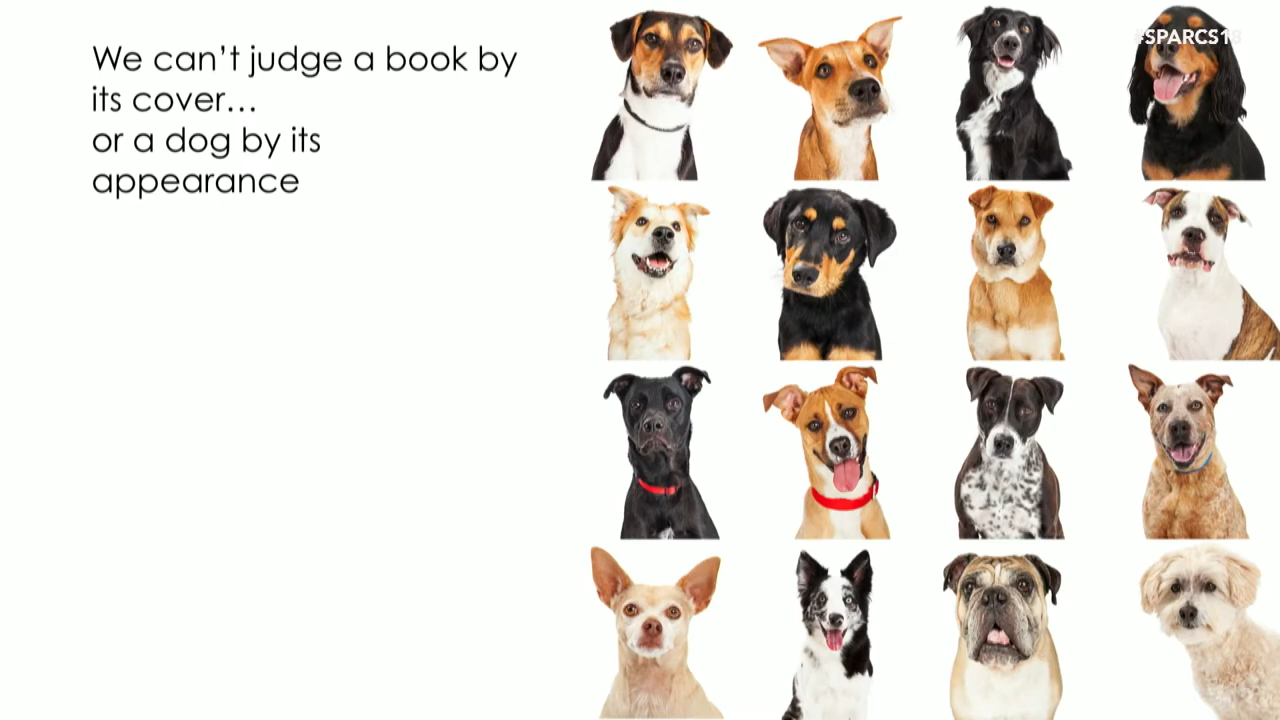 We can't judge a book by
its cover…
or a dog by its
appearance
#SPARCS18